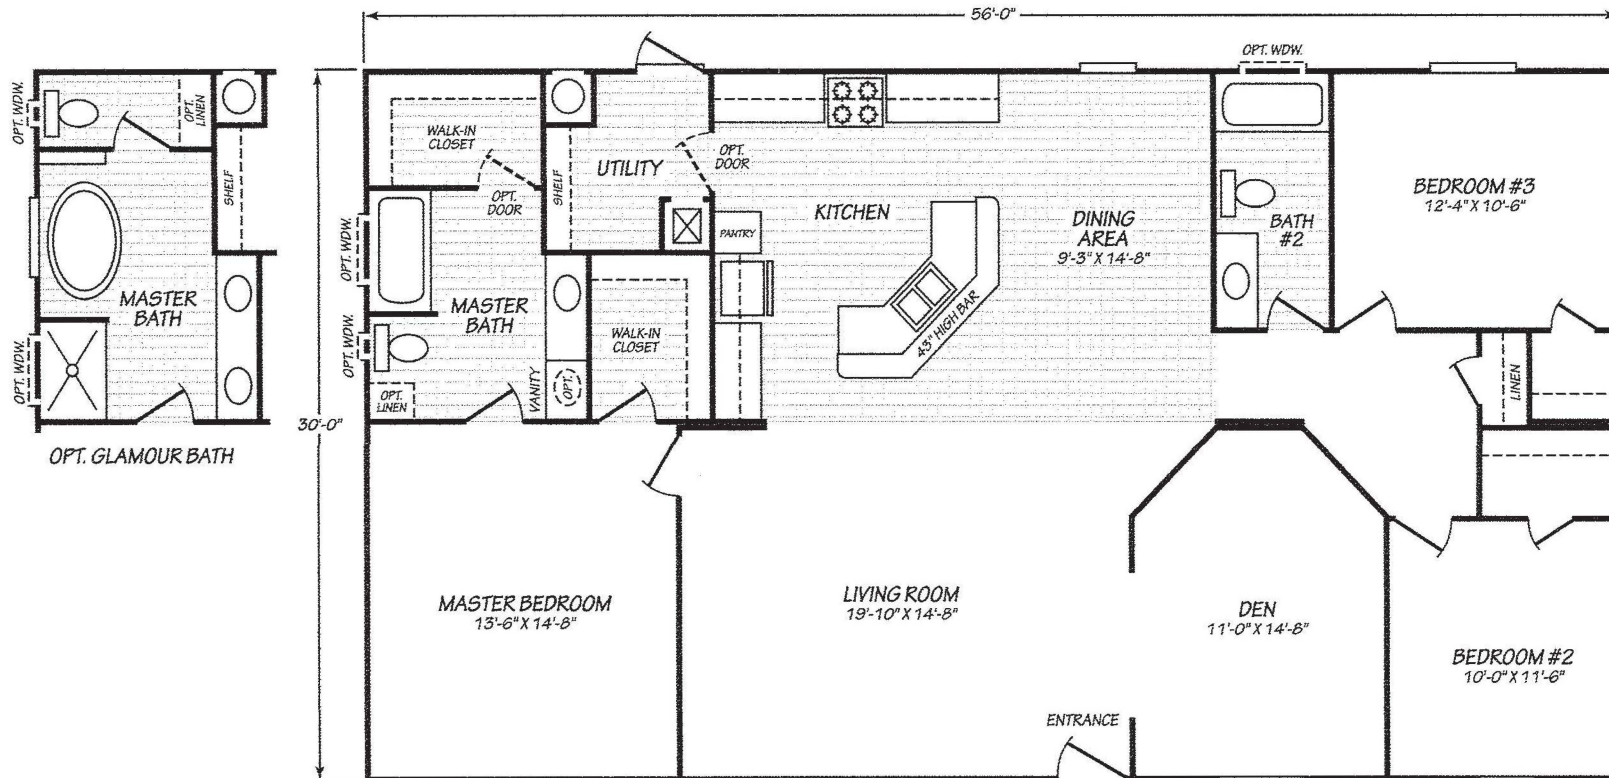 56'-0"
OPT. WDW.
OPT. WDW.
OPT. LINEN
SHELF
MASTER
BATH
OPT. WDW.
OPT. GLAMOUR BATH
30'-0"
WALK-IN
CLOSET
OPT.
DOOR
SHELF
UTILITY
OPT.
DOOR
OPT. WDW.
MASTER
BATH
OPT. WDW.
OPT.
LINEN
VANITY
OPT.
WALK-IN
CLOSET
PANTRY
KITCHEN
43" HIGH BAR
DINING
AREA
9'-3" X 14'-8"
BATH
#2
BEDROOM #3
12'-4" X 10'-6"
LINEN
MASTER BEDROOM
13'-6" X 14'-8"
LIVING ROOM
19'-10" X 14'-8"
DEN
11'-0" X 14'-8"
BEDROOM #2
10'-0" X 11'-6"
ENTRANCE